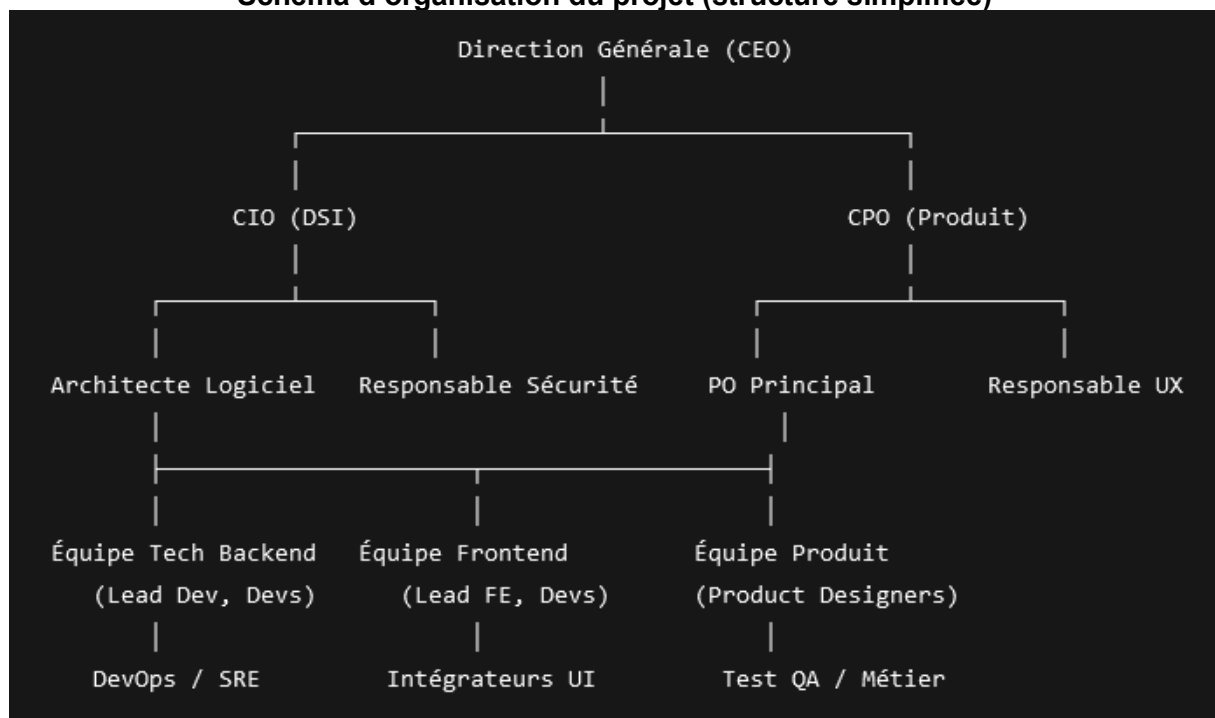 Schéma d'organisation du projet (structure simplifiée)
Direction Générale (CEO)
CIO (DSI) CPO (Produit)
Architecte Logiciel Responsable Sécurité PO Principal Responsable UX
Équipe Tech Backend Équipe Frontend Équipe Produit
(Lead Dev, Devs) (Lead FE, Devs) (Product Designers)
DevOps / SRE Intégrateurs UI Test QA / Métier